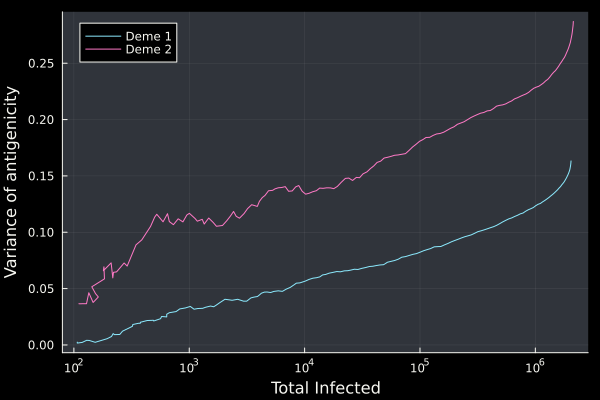 Deme 1
Deme 2
Variance of antigenicity
0.25
0.20
0.15
0.10
0.05
0.00
10² 10³ 10⁴ 10⁵ 10⁶
Total Infected